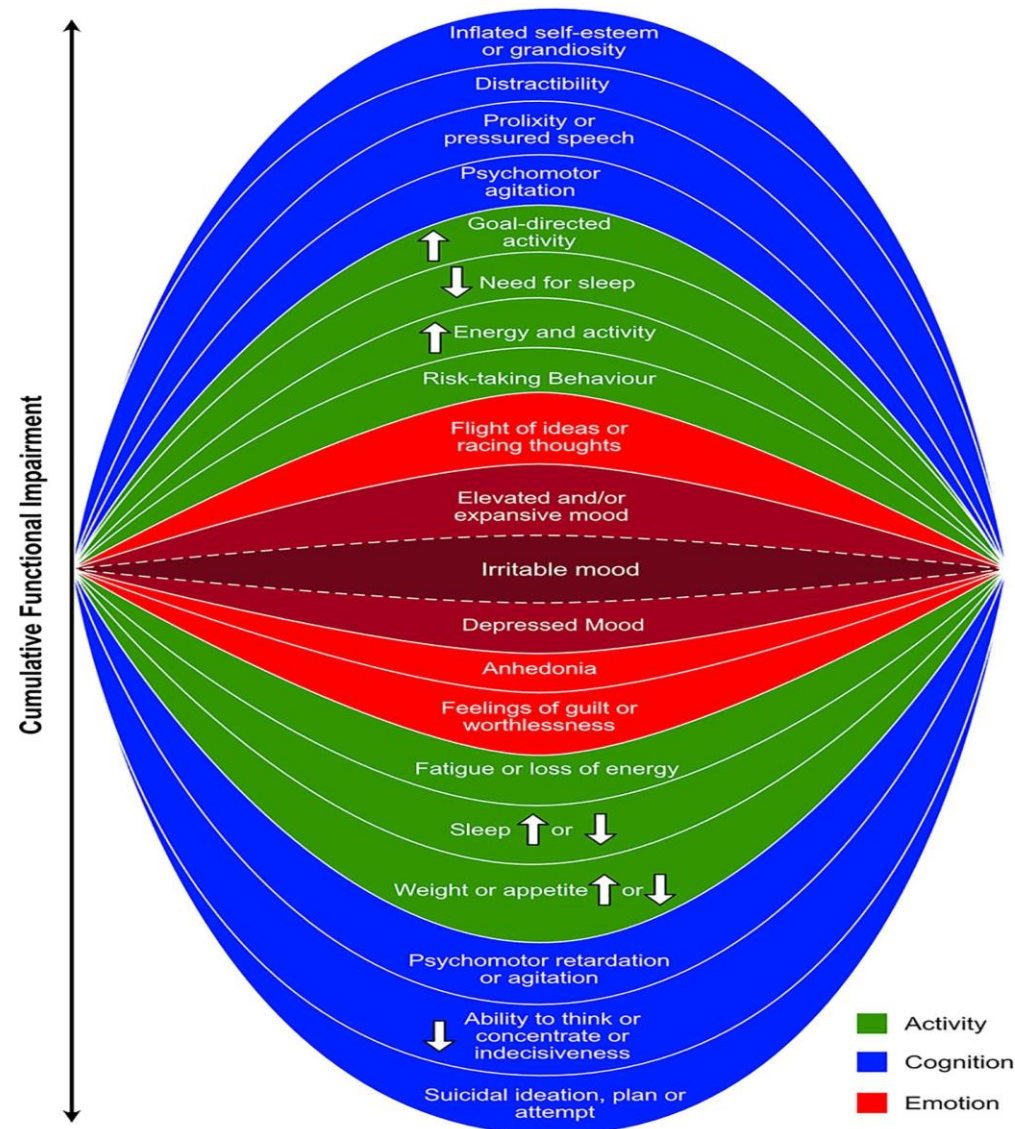 Inflated self-esteem
or grandiosity
Distractibility
Prolixity or
pressured speech
Psychomotor
agitation
Goal-directed
activity
Need for sleep
Energy and activity
Risk-taking Behaviour
Flight of ideas or
racing thoughts
Elevated and/or
expansive mood
Irritable mood
Depressed Mood
Anhedonia
Feelings of guilt or
worthlessness
Fatigue or loss of energy
Sleep or
Weight or appetite or
Psychomotor retardation
or agitation
Ability to think or
concentrate or
indecisiveness
Suicidal ideation, plan or
attempt
Cumulative Functional Impairment
Activity
Cognition
Emotion